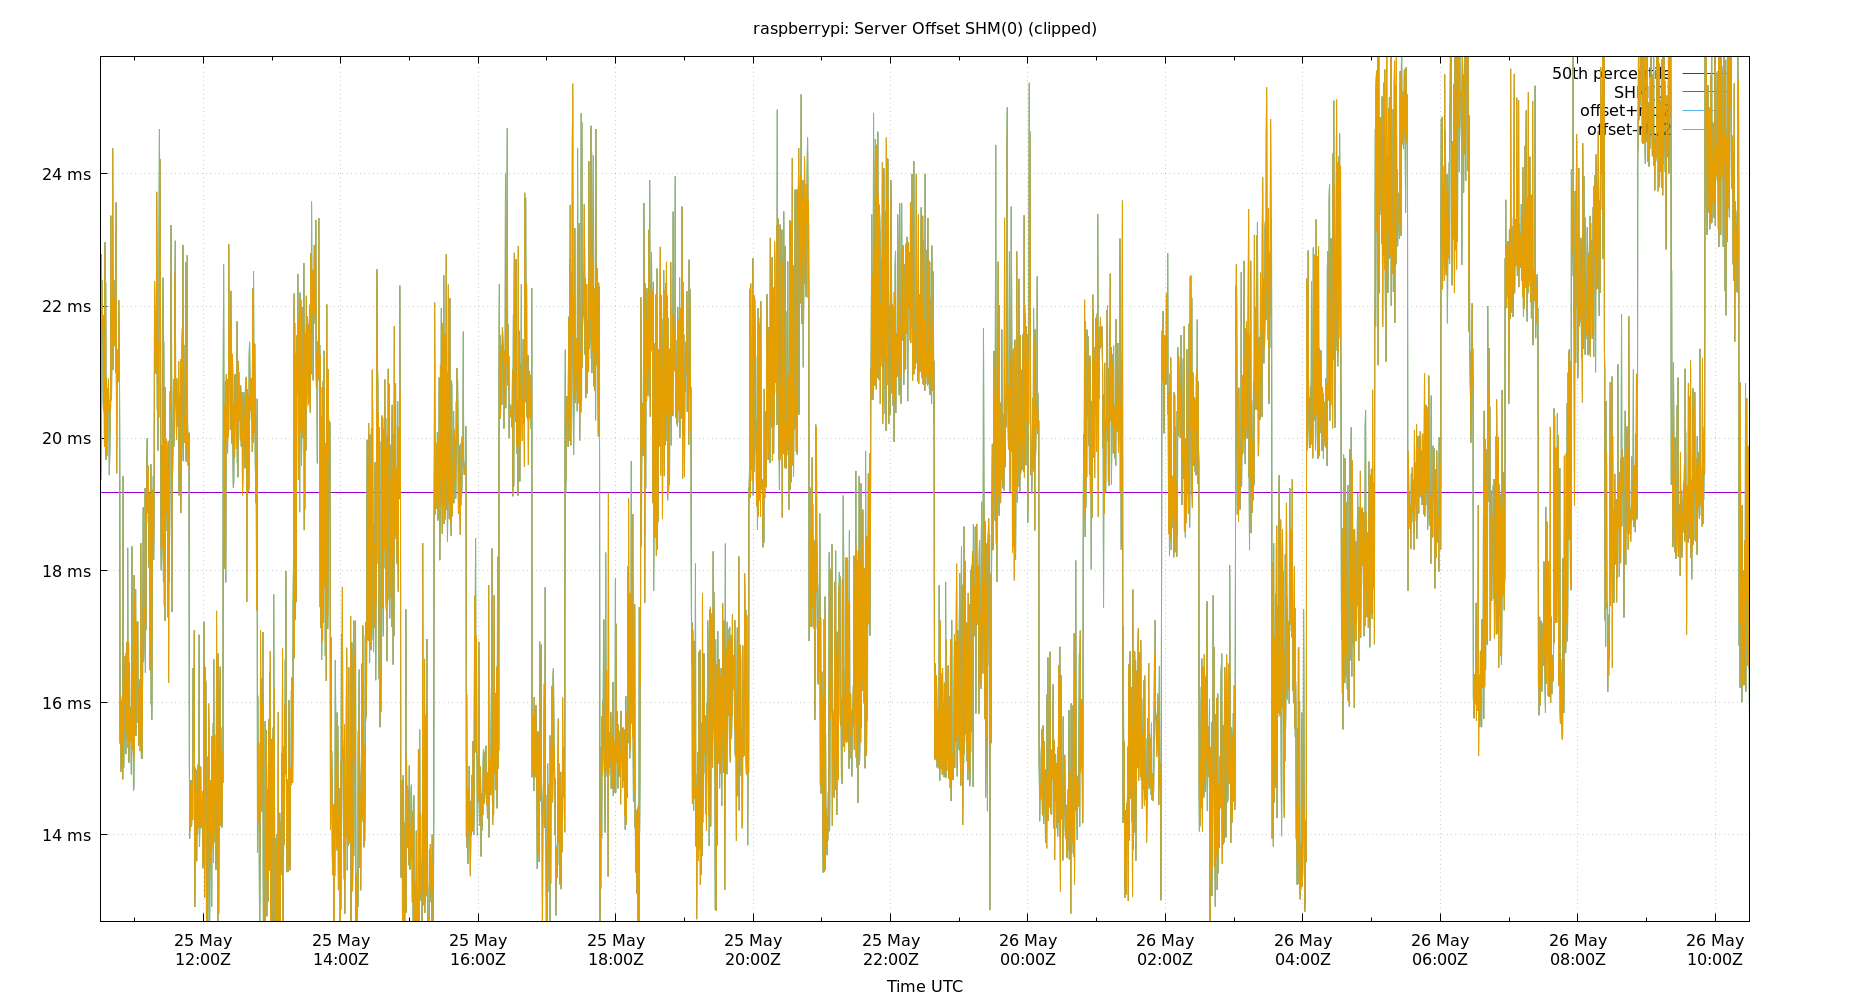 raspberrypi: Server Offset SHM(0) (clipped)
50th
24 ms
22 ms
20 ms
18 ms
16 ms
14 ms
25 May 12:00Z
25 May 14:00Z
25 May 16:00Z
25 May 18:00Z
25 May 20:00Z
25 May 22:00Z
26 May 00:00Z
26 May 02:00Z
26 May 04:00Z
26 May 06:00Z
26 May 08:00Z
26 May 10:00Z
Time UTC